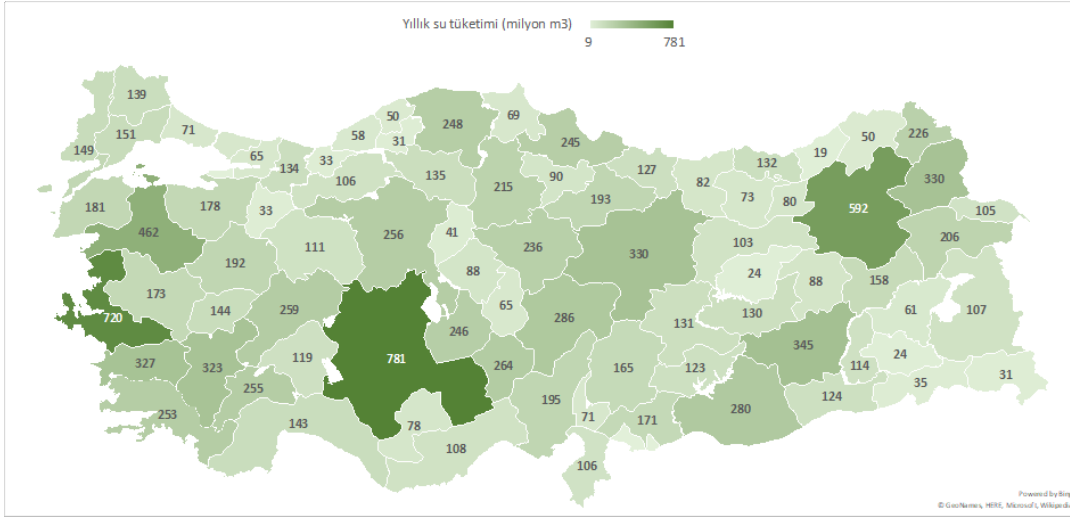 Yıllık su tüketimi (milyon m3)
9 781
139
50 69
248
151 71 58 31 245 50 226
149 65 134 33 135 90 127 132 19
106 215 82 330
181 178 33 193 73 80 592 105
462 256 41 236 103 206
111 330
192 88 24 88 158
173 65 61 107
144 259 286 130
720 246 131
119 345
327 323 781 264 165 123 114 24
255 195 35 31
253 143 78 71 171 280 124
108
106
Powered by Bing
© GeoNames, HERE, Microsoft, Wikipedia